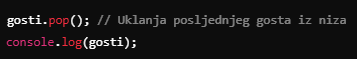 gosti.pop(); // Uklanja posljednjeg gosta iz niza
console.log(gosti);